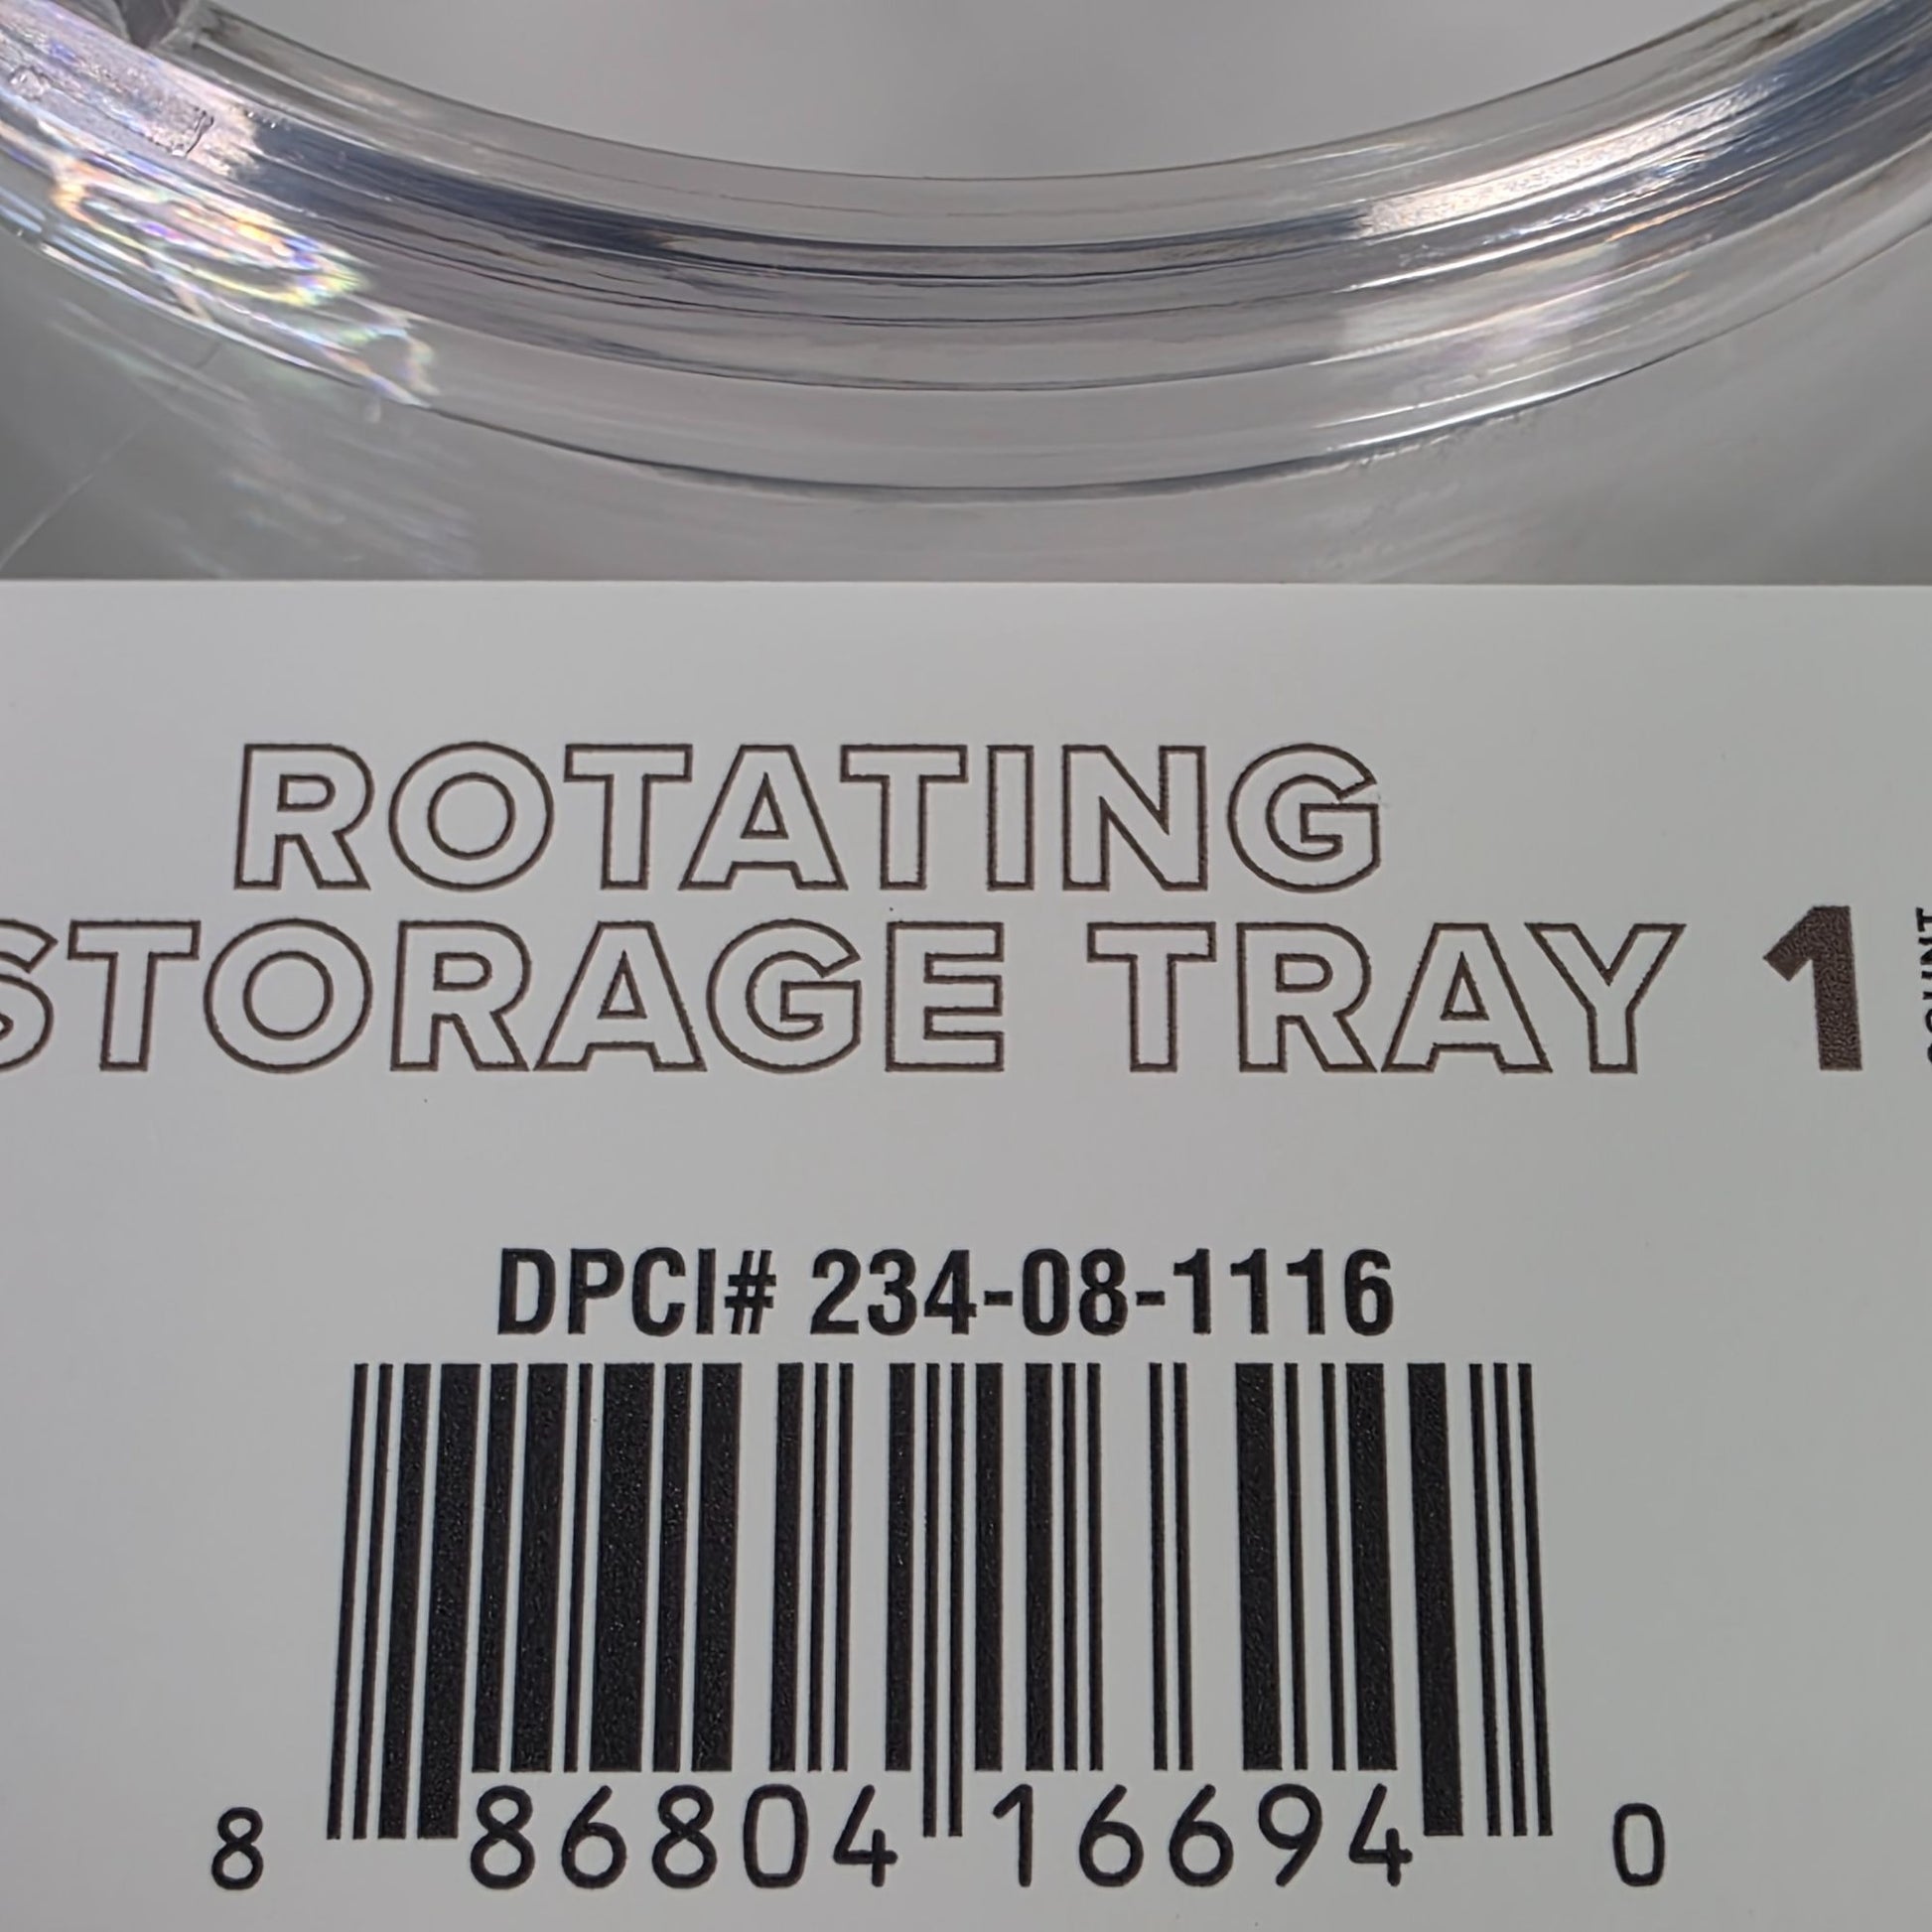 ROTATING
STORAGE TRAY 1
DPCI# 234-08-1116
8 86804 16694 0